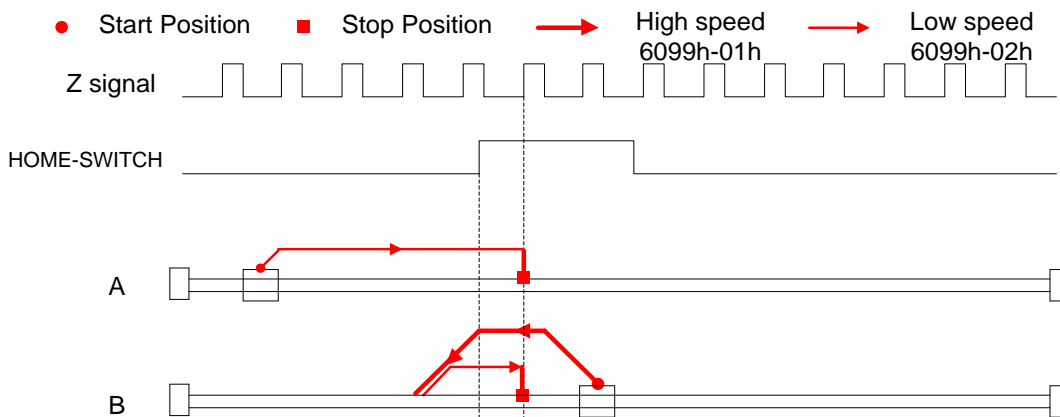 Start Position Stop Position High speed Low speed
6099h-01h 6099h-02h
Z signal
HOME-SWITCH
A
B